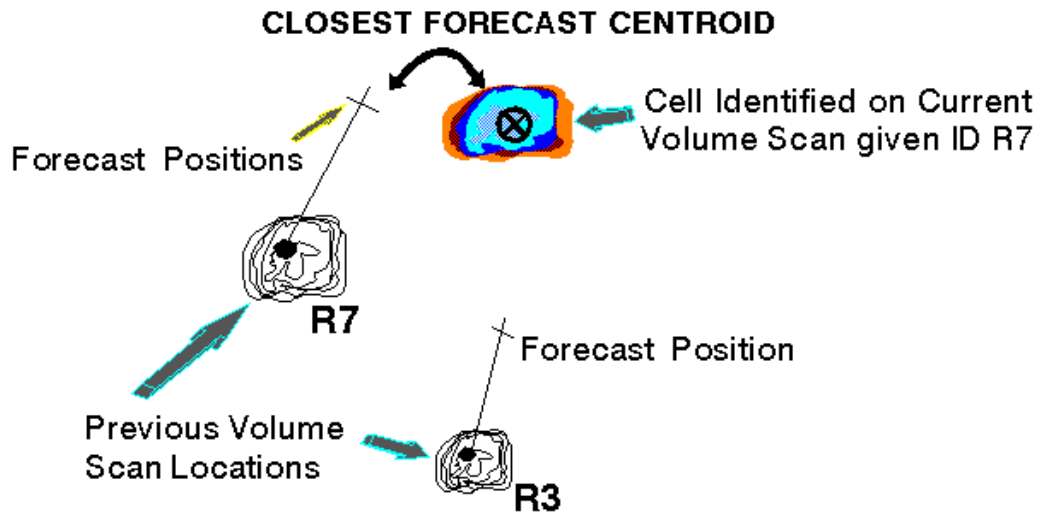 CLOSEST FORECAST CENTROID
Cell Identified on Current
Volume Scan given ID R7
Forecast Positions
R7
Forecast Position
Previous Volume
Scan Locations
R3